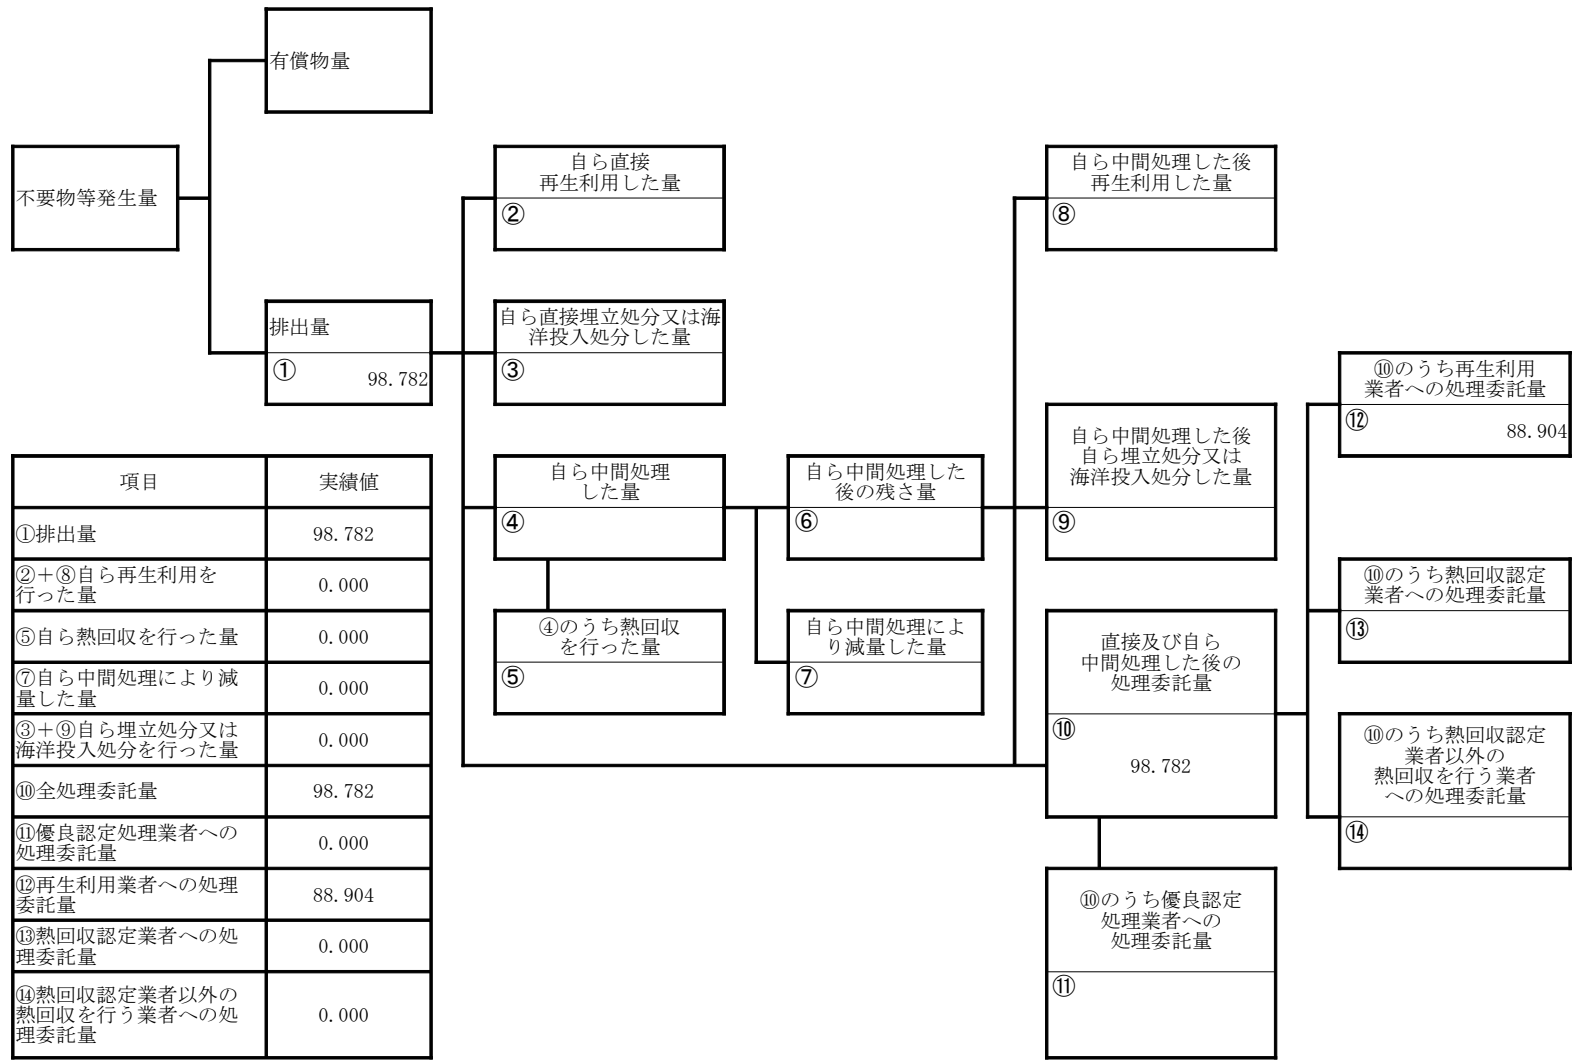 有償物量
不要物等発生量
排出量
①
98.782
自ら直接
再生利用した量
②
自ら直接埋立処分又は海
洋投入処分した量
③
自ら中間処理
した量
④
④のうち熱回収
を行った量
⑤
自ら中間処理した
後の残さ量
⑥
自ら中間処理によ
り減量した量
⑦
自ら中間処理した後
再生利用した量
⑧
自ら中間処理した後
自ら埋立処分又は
海洋投入処分した量
⑨
直接及び自ら
中間処理した後の
処理委託量
⑩
98.782
⑩のうち優良認定
処理業者への
処理委託量
⑪
⑩のうち再生利用
業者への処理委託量
⑫
88.904
⑩のうち熱回収認定
業者への処理委託量
⑬
⑩のうち熱回収認定
業者以外の
熱回収を行う業者
への処理委託量
⑭
項目 実績値
①排出量 98.782
②+⑧自ら再生利用を
行った量 0.000
⑤自ら熱回収を行った量 0.000
⑦自ら中間処理により減
量した量 0.000
③+⑨自ら埋立処分又は
海洋投入処分を行った量 0.000
⑩全処理委託量 98.782
⑪優良認定処理業者への
処理委託量 0.000
⑫再生利用業者への処理
委託量 88.904
⑬熱回収認定業者への処
理委託量 0.000
⑭熱回収認定業者以外の
熱回収を行う業者への処
理委託量 0.000